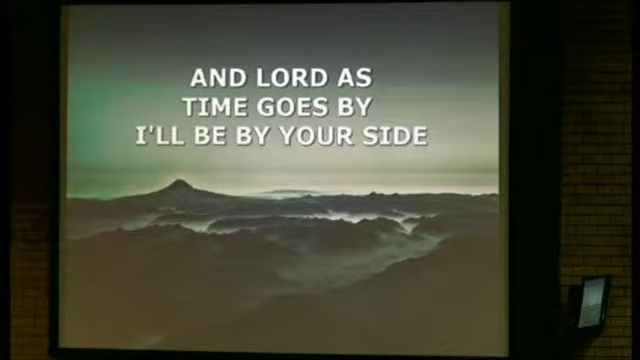 AND LORD AS
TIME GOES BY
I'LL BE BY YOUR SIDE